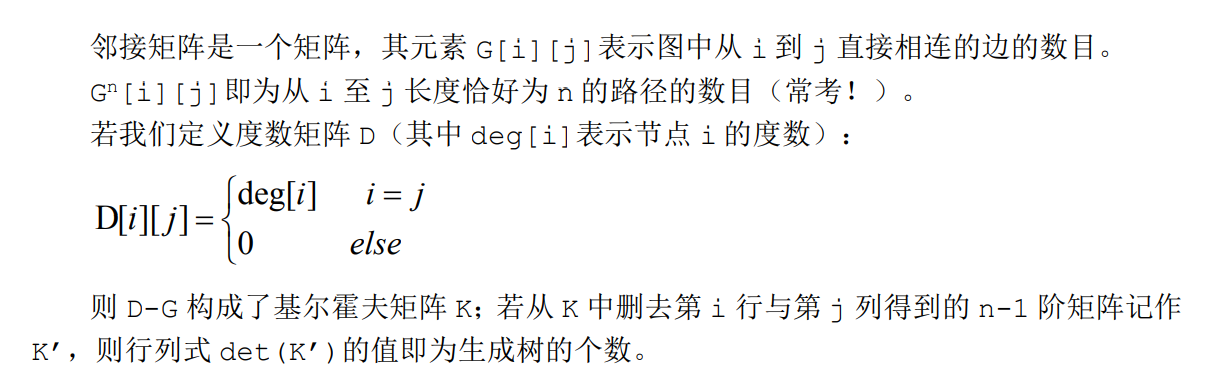 邻接矩阵是一个矩阵，其元素 G[i][j]表示图中从 i 到 j 直接相连的边的数目。
Gⁿ[i][j]即为从 i 至 j 长度恰好为 n 的路径的数目（常考！）。
若我们定义度数矩阵 D（其中 deg[i]表示节点 i 的度数）：
D[i][j]={deg[i] i = j
0 else
则 D-G 构成了基尔霍夫矩阵 K；若从 K 中删去第 i 行与第 j 列得到的 n-1 阶矩阵记作
K′，则行列式 det(K′)的值即为生成树的个数。